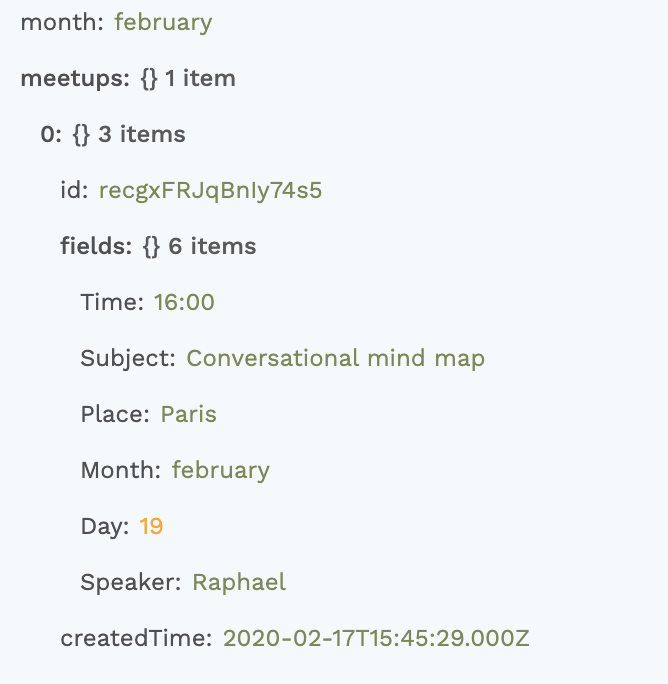 month: february
meetups: {} 1 item
0: {} 3 items
id: recgxFRJqBnIy74s5
fields: {} 6 items
Time: 16:00
Subject: Conversational mind map
Place: Paris
Month: february
Day: 19
Speaker: Raphael
createdTime: 2020-02-17T15:45:29.000Z